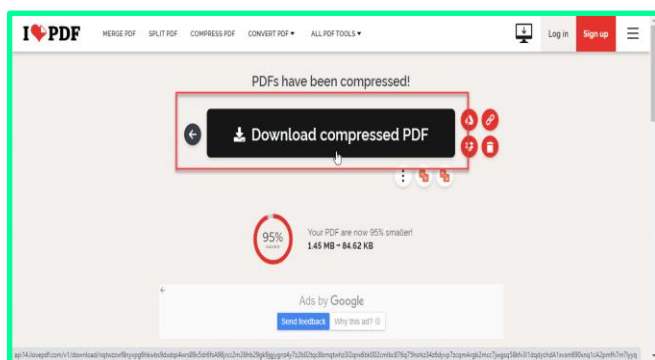 I PDF MERGE PDF SPLIT PDF COMPRESS PDF CONVERT PDF ALL PDF TOOLS Log in Sign up
PDFs have been compressed!
Download compressed PDF
95%
Your PDF are now 95% smaller!
1.45 MB - 84.62 KB
Ads by Google
Send feedback Why this ad?